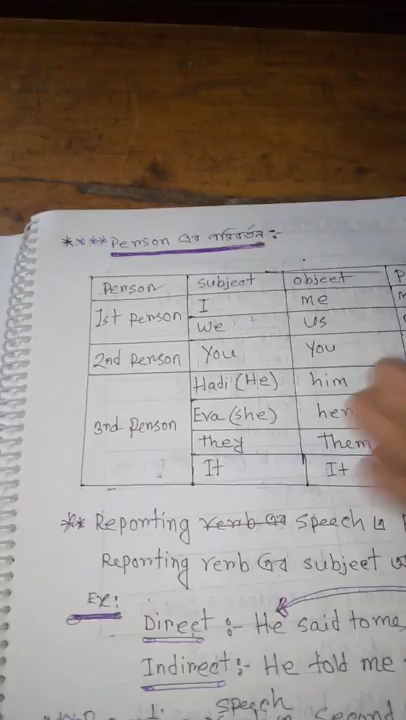 **** Person এর পরিবর্তন :-
Person subject object P
1st person I me
we us
2nd person You You
3rd person Hadi (He) him
Eva (she) her
they Them
It It
** Reporting verb এর speech এ
Reporting verb এর subject
Ex:
Direct :- He said to me
Indirect :- He told me
speech
second